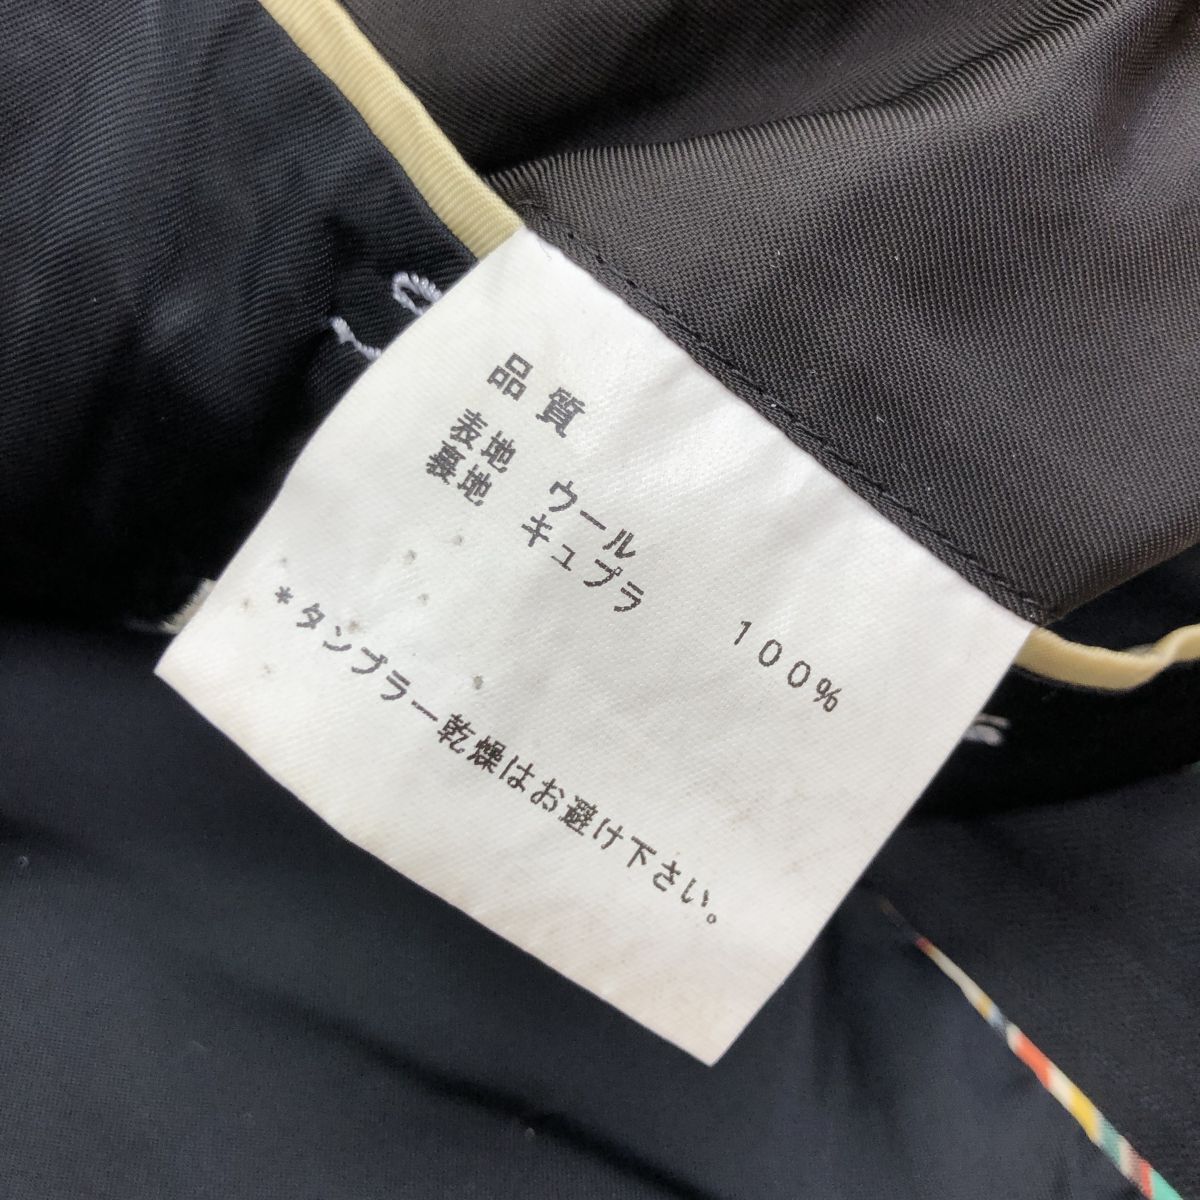 品質
表地 ウール
裏地 キュプラ 100%
*タンブラー乾燥はお避け下さい。